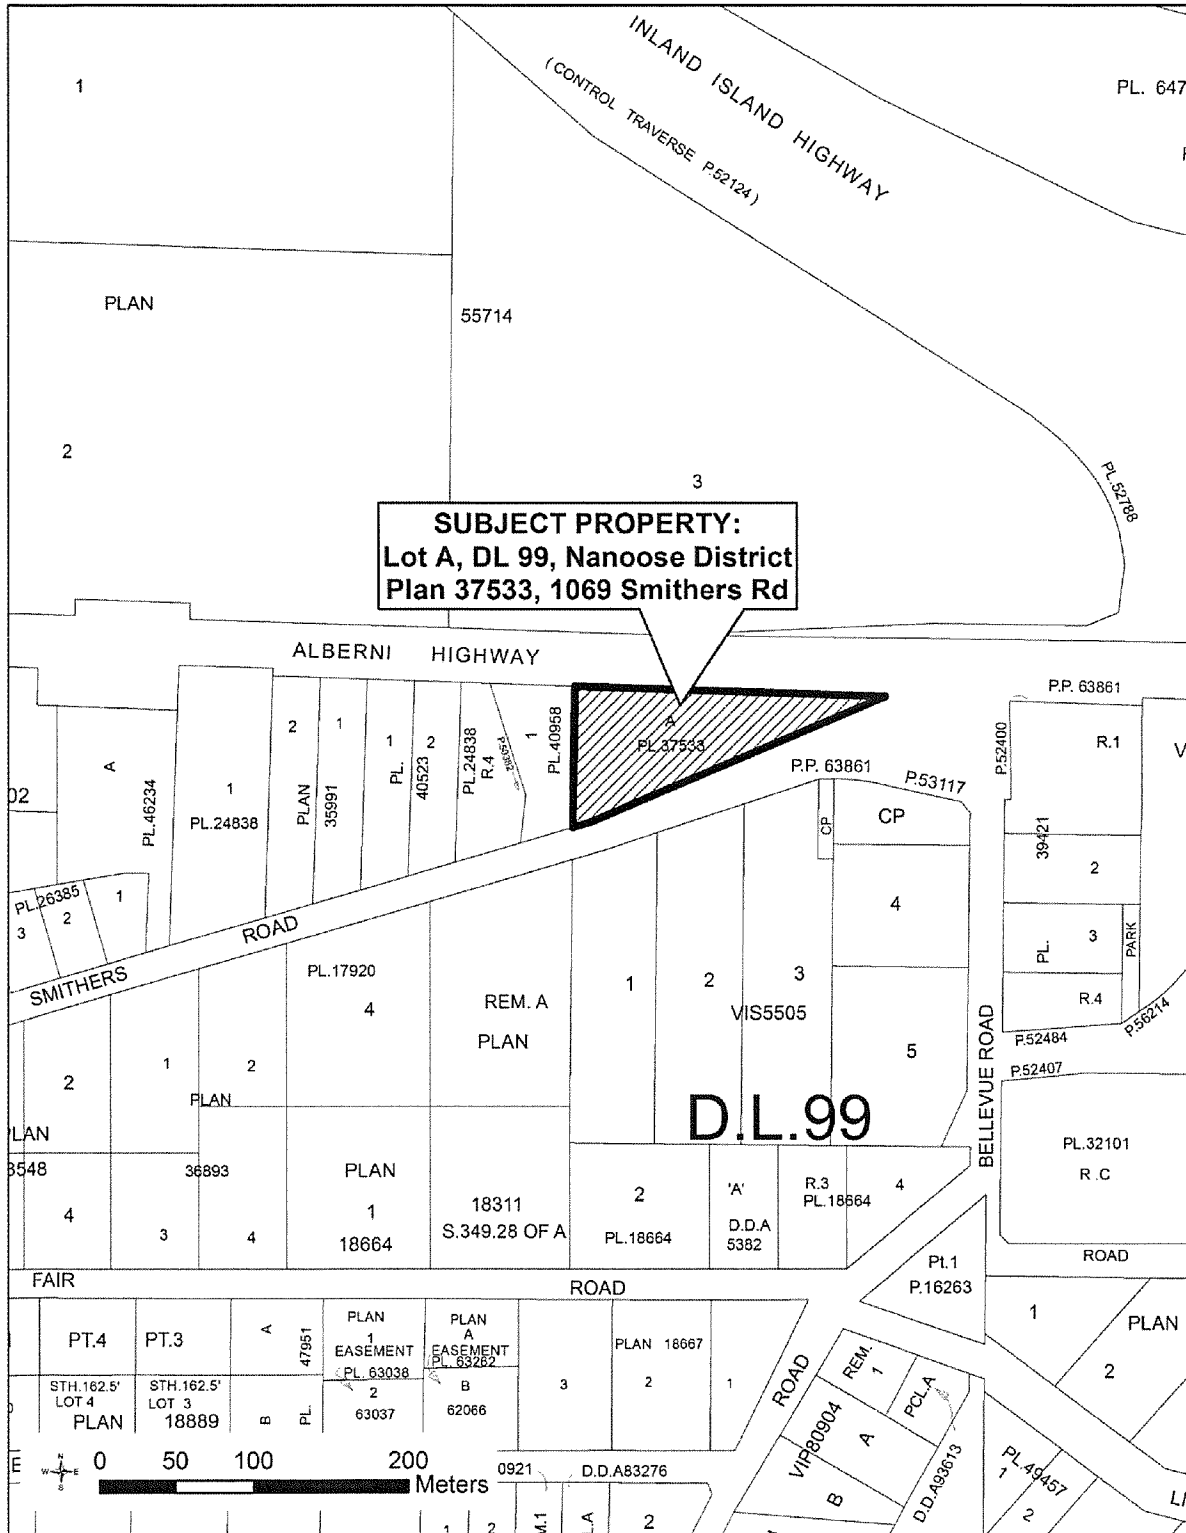 INLAND ISLAND HIGHWAY
( CONTROL TRAVERSE P.52124 )
1
PL. 647
PLAN
55714
2
3
PL.52788
SUBJECT PROPERTY:
Lot A, DL 99, Nanoose District
Plan 37533, 1069 Smithers Rd
ALBERNI HIGHWAY
P.P. 63861
A
PL.37533
P.P. 63861
P.53117
P.52400
R.1
V
02
A
PL.46234
1
PL.24838
2
PLAN
1
35991
1
PL.
2
40523
PL.24838
R.4
1
PL.40958
CP
CP
39421
2
PL.
3
PARK
R.4
P.52484
P.56214
P.52407
PL.26385
3
2
1
SMITHERS
ROAD
PL.17920
4
REM. A
PLAN
1
2
3
VIS5505
4
5
BELLEVUE ROAD
2
1
2
PLAN
D.L.99
PL.32101
R .C
PLAN
3548
36893
PLAN
1
18664
18311
S.349.28 OF A
2
PL.18664
'A'
D.D.A
5382
R.3
PL.18664
4
4
3
4
FAIR
ROAD
ROAD
Pt.1
P.16263
1
PLAN
2
PT.4
PT.3
A
47951
PLAN
1
EASEMENT
PL. 63038
2
63037
PLAN
A
EASEMENT
PL. 63262
B
62066
PLAN 18667
3
2
1
ROAD
REM.
1
PCLA
VIP80904
A
B
D.D.A93613
PL.49457
1
2
STH.162.5'
LOT 4
PLAN
STH.162.5'
LOT 3
18889
B
PL.
E
N
W E
S
0 50 100 200
Meters
0921
D.D.A83276
1
2
M.1
LA
2
LI